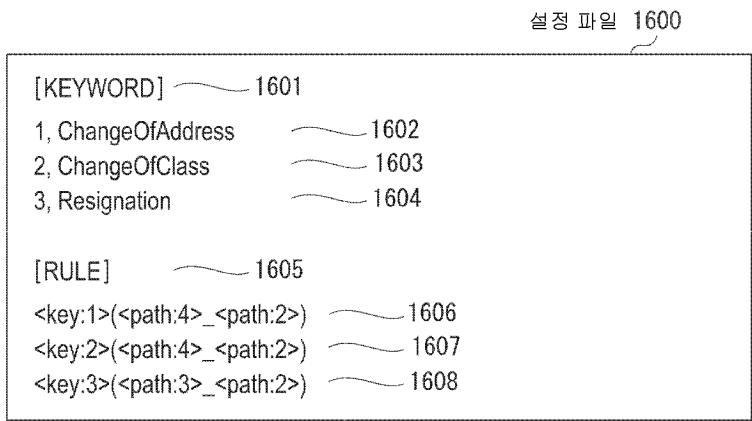 설정 파일 1600
[KEYWORD] 1601
1, ChangeOfAddress 1602
2, ChangeOfClass 1603
3, Resignation 1604
[RULE] 1605
<key:1>(<path:4>_<path:2>) 1606
<key:2>(<path:4>_<path:2>) 1607
<key:3>(<path:3>_<path:2>) 1608